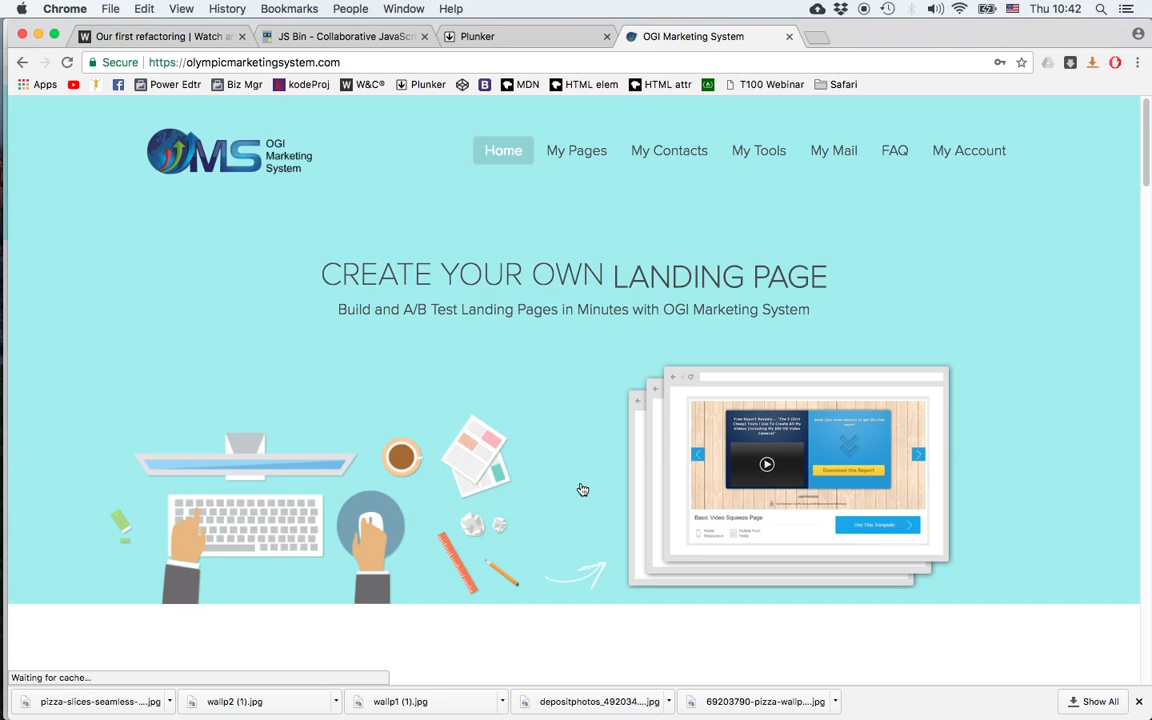 Chrome File Edit View History Bookmarks People Window Help Thu 10:42
Our first refactoring | Watch a
JS Bin - Collaborative JavaScri
Plunker
OGI Marketing System
Secure https://olympicmarketingsystem.com
Apps Power Edtr Biz Mgr kodeProj W&C® Plunker MDN HTML elem HTML attr T100 Webinar Safari
MS OGI
Marketing
System
Home My Pages My Contacts My Tools My Mail FAQ My Account
CREATE YOUR OWN LANDING PAGE
Build and A/B Test Landing Pages in Minutes with OGI Marketing System
Download the Report
Basic Video Squeeze Page
Use This Template
Waiting for cache...
pizza-slices-seamless-....jpg
wallp2 (1).jpg
wallp1 (1).jpg
depositphotos_492034....jpg
69203790-pizza-wallp....jpg
Show All